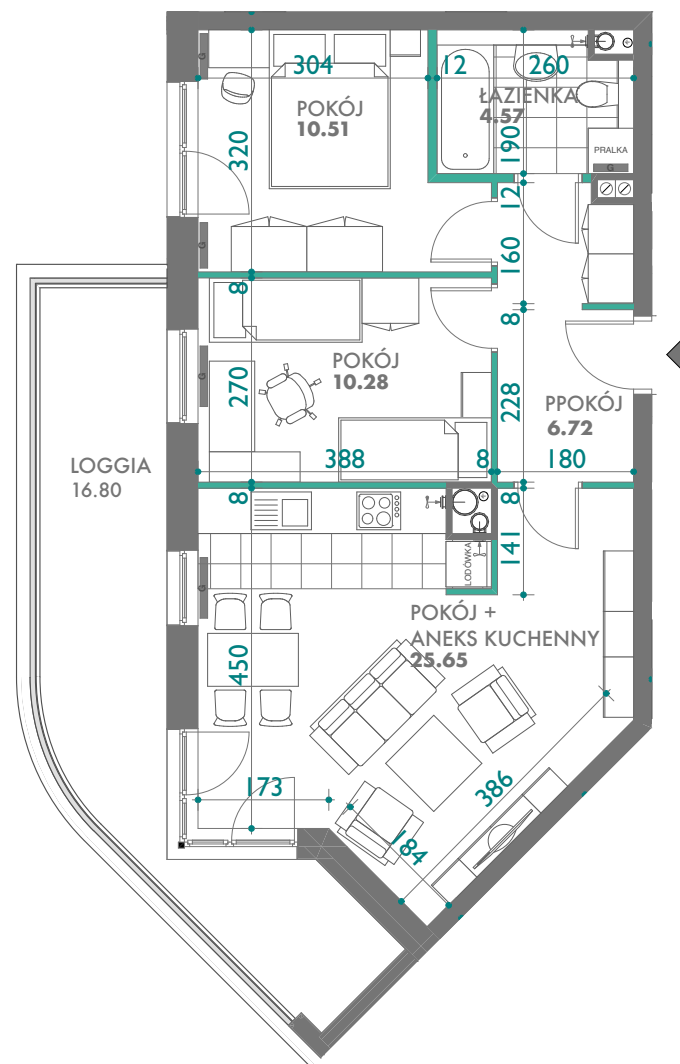 304
12
260
POKÓJ
10.51
ŁAZIENKA
4.57
320
190
PRALKA
G
G
12
160
G
8
8
POKÓJ
10.28
270
G
228
PPOKÓJ
6.72
388
8
180
LOGGIA
16.80
8
8
141
LODÓWKA
G
POKÓJ +
ANEKS KUCHENNY
25.65
450
173
386
184